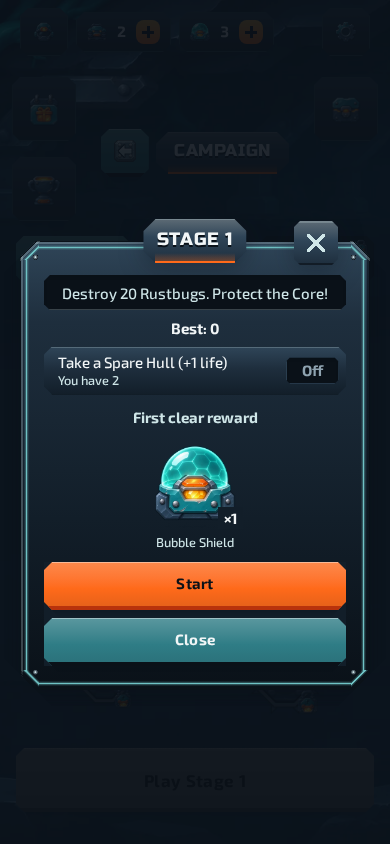 2
3
CAMPAIGN
STAGE 1
Destroy 20 Rustbugs. Protect the Core!
Best: 0
Take a Spare Hull (+1 life)
You have 2
Off
First clear reward
×1
Bubble Shield
Start
Close
Play Stage 1